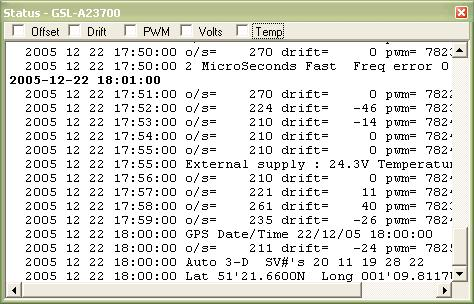 Status - GSL-A23700
Offset Drift PWM Volts Temp
2005 12 22 17:50:00 o/s= 270 drift= 0 pwm= 782
2005 12 22 17:50:00 2 MicroSeconds Fast Freq error 0
2005-12-22 18:01:00
2005 12 22 17:51:00 o/s= 270 drift= 0 pwm= 782
2005 12 22 17:52:00 o/s= 224 drift= -46 pwm= 782
2005 12 22 17:53:00 o/s= 210 drift= -14 pwm= 782
2005 12 22 17:54:00 o/s= 210 drift= 0 pwm= 782
2005 12 22 17:55:00 o/s= 210 drift= 0 pwm= 782
2005 12 22 17:55:00 External supply : 24.3V Temperatu
2005 12 22 17:56:00 o/s= 210 drift= 0 pwm= 782
2005 12 22 17:57:00 o/s= 221 drift= 11 pwm= 782
2005 12 22 17:58:00 o/s= 261 drift= 40 pwm= 782
2005 12 22 17:59:00 o/s= 235 drift= -26 pwm= 782
2005 12 22 18:00:00 GPS Date/Time 22/12/05 18:00:00
2005 12 22 18:00:00 o/s= 211 drift= -24 pwm= 782
2005 12 22 18:00:00 Auto 3-D SV#'s 20 11 19 28 22
2005 12 22 18:00:00 Lat 51'21.6600N Long 001'09.8117